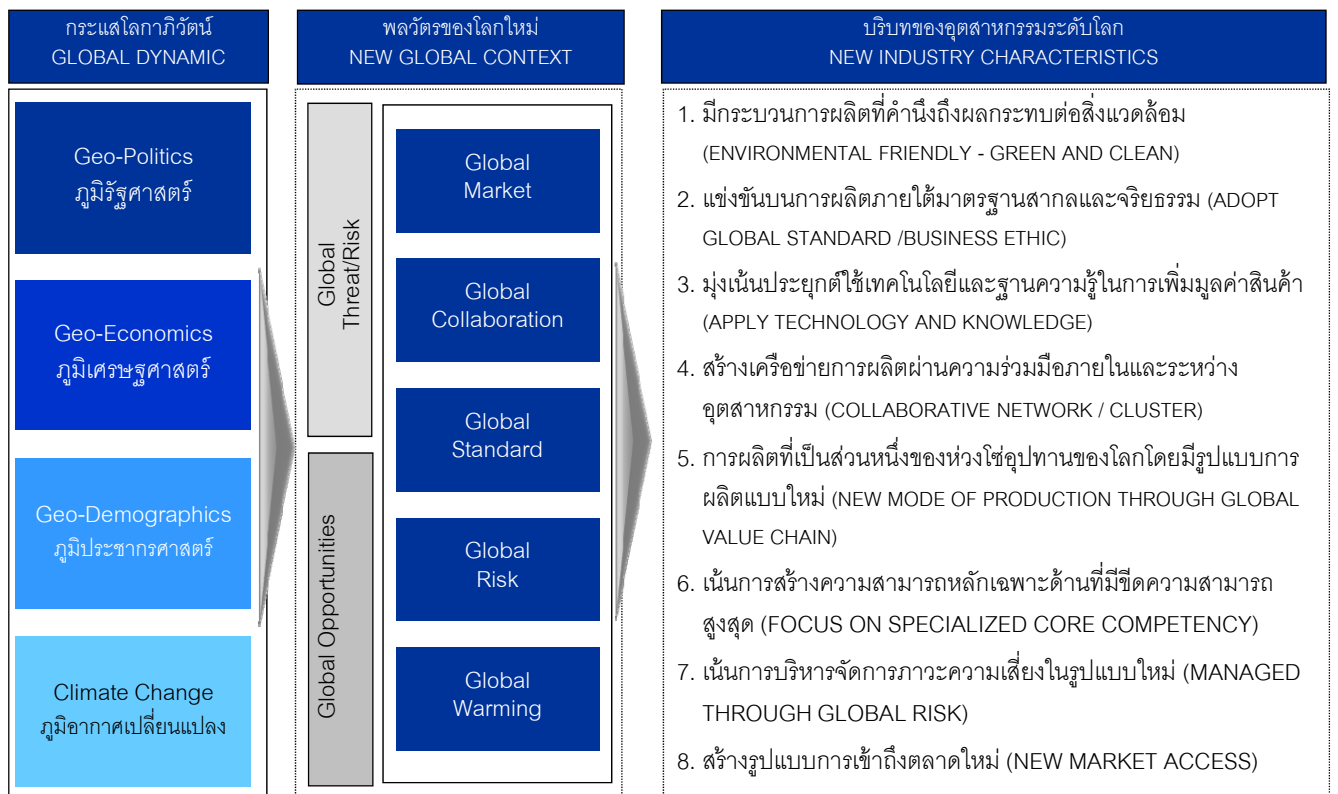 กระแสโลกาภิวัตน์
GLOBAL DYNAMIC
Geo-Politics
ภูมิรัฐศาสตร์
Geo-Economics
ภูมิเศรษฐศาสตร์
Geo-Demographics
ภูมิประชากรศาสตร์
Climate Change
ภูมิอากาศเปลี่ยนแปลง
พลวัตรของโลกใหม่
NEW GLOBAL CONTEXT
Global
Threat/Risk
Global Opportunities
Global
Market
Global
Collaboration
Global
Standard
Global
Risk
Global
Warming
บริบทของอุตสาหกรรมระดับโลก
NEW INDUSTRY CHARACTERISTICS
1. มีกระบวนการผลิตที่คำนึงถึงผลกระทบต่อสิ่งแวดล้อม
(ENVIRONMENTAL FRIENDLY - GREEN AND CLEAN)
2. แข่งขันบนการผลิตภายใต้มาตรฐานสากลและจริยธรรม (ADOPT
GLOBAL STANDARD /BUSINESS ETHIC)
3. มุ่งเน้นประยุกต์ใช้เทคโนโลยีและฐานความรู้ในการเพิ่มมูลค่าสินค้า
(APPLY TECHNOLOGY AND KNOWLEDGE)
4. สร้างเครือข่ายการผลิตผ่านความร่วมมือภายในและระหว่าง
อุตสาหกรรม (COLLABORATIVE NETWORK / CLUSTER)
5. การผลิตที่เป็นส่วนหนึ่งของห่วงโซ่อุปทานของโลกโดยมีรูปแบบการ
ผลิตแบบใหม่ (NEW MODE OF PRODUCTION THROUGH GLOBAL
VALUE CHAIN)
6. เน้นการสร้างความสามารถหลักเฉพาะด้านที่มีขีดความสามารถ
สูงสุด (FOCUS ON SPECIALIZED CORE COMPETENCY)
7. เน้นการบริหารจัดการภาวะความเสี่ยงในรูปแบบใหม่ (MANAGED
THROUGH GLOBAL RISK)
8. สร้างรูปแบบการเข้าถึงตลาดใหม่ (NEW MARKET ACCESS)